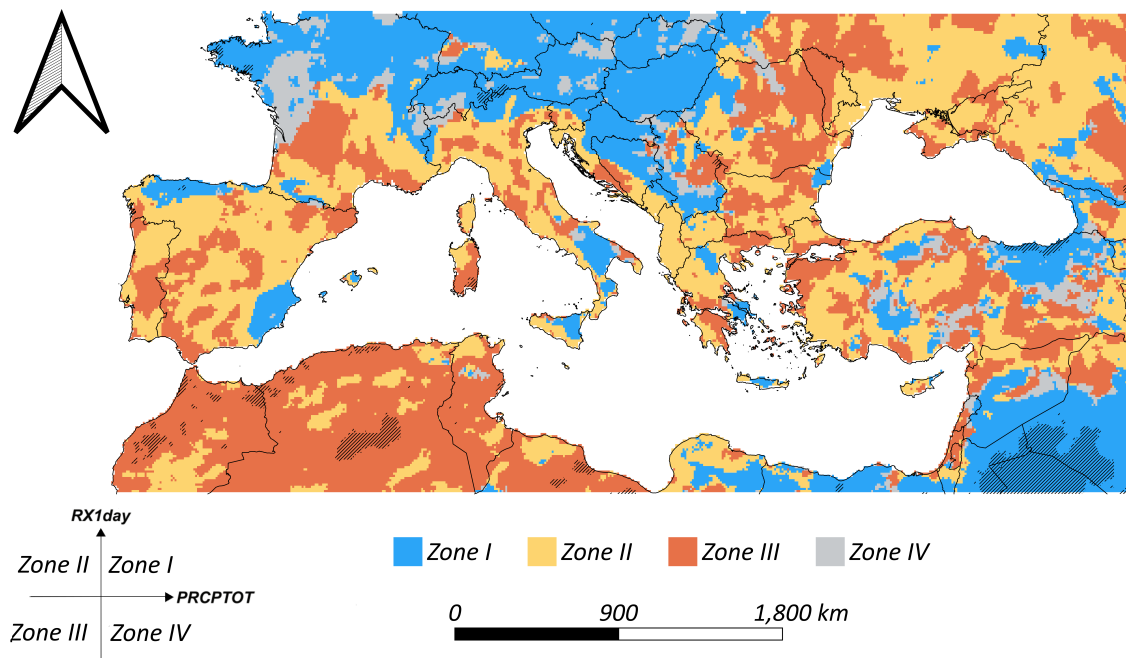 RX1day
Zone II Zone I
PRCPTOT
Zone III Zone IV
Zone I Zone II Zone III Zone IV
0 900 1,800 km